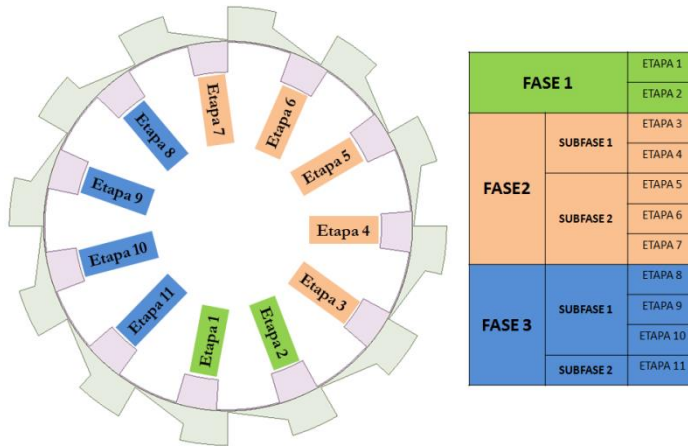 Etapa 7
Etapa 6
Etapa 8
Etapa 5
Etapa 9
Etapa 4
Etapa 10
Etapa 3
Etapa 11
Etapa 1
Etapa 2
FASE 1
ETAPA 1
ETAPA 2
FASE2
SUBFASE 1
ETAPA 3
ETAPA 4
SUBFASE 2
ETAPA 5
ETAPA 6
ETAPA 7
FASE 3
SUBFASE 1
ETAPA 8
ETAPA 9
ETAPA 10
SUBFASE 2
ETAPA 11